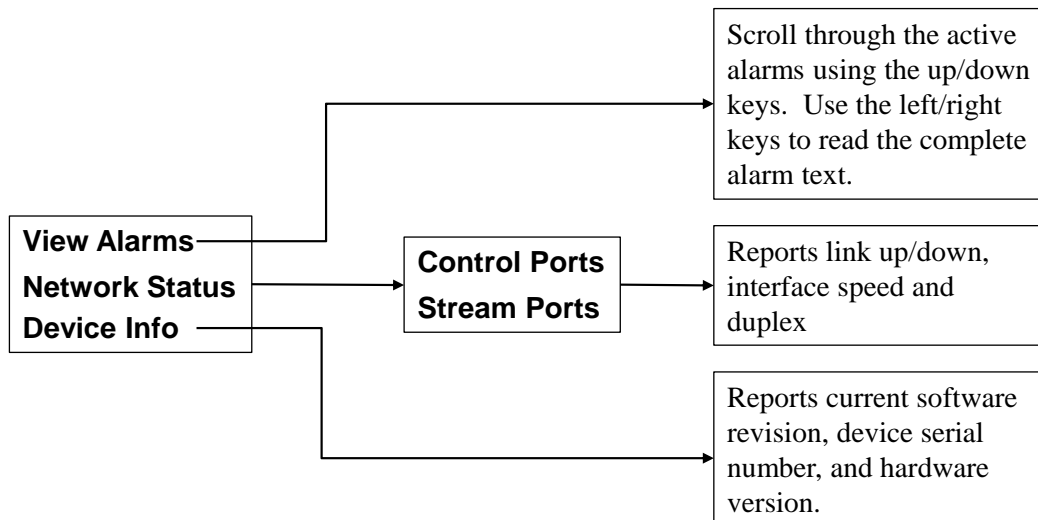 Scroll through the active
alarms using the up/down
keys.  Use the left/right
keys to read the complete
alarm text.
View Alarms
Network Status
Device Info
Control Ports
Stream Ports
Reports link up/down,
interface speed and
duplex
Reports current software
revision, device serial
number, and hardware
version.